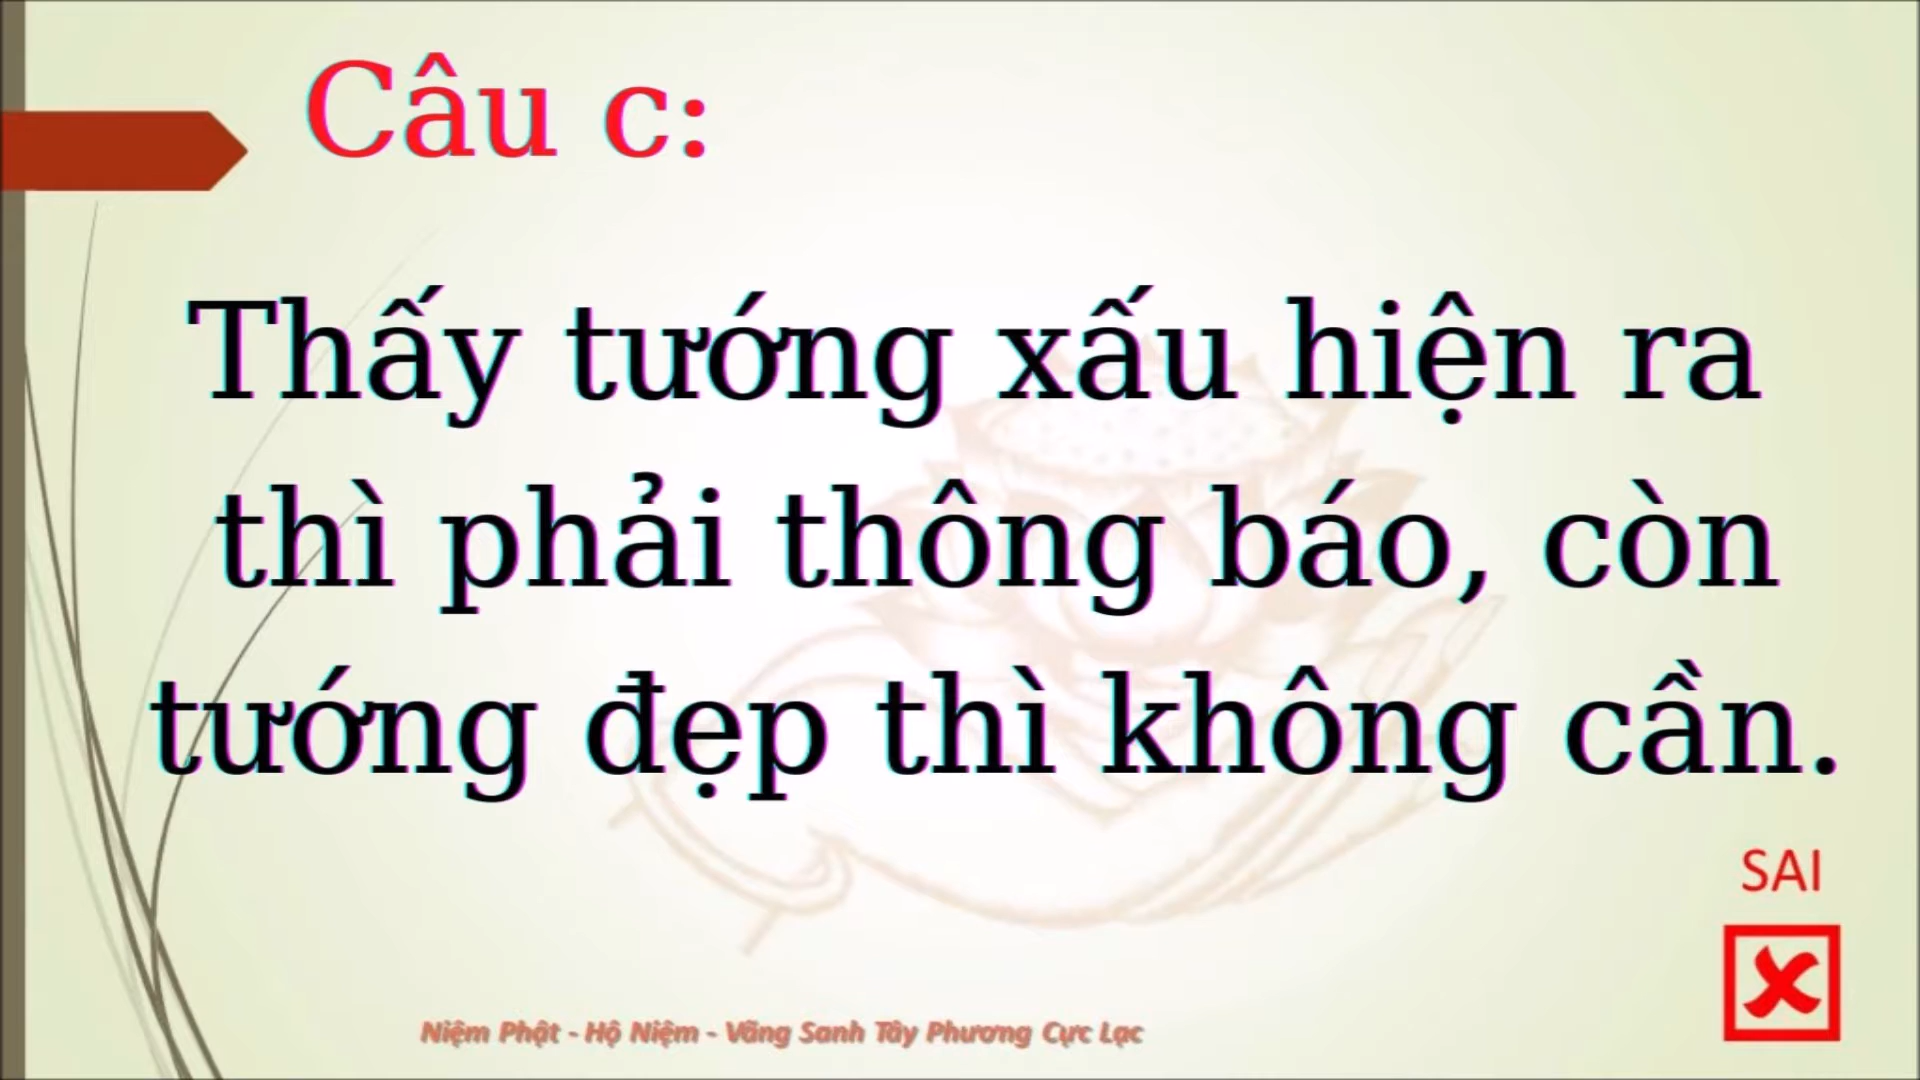 Câu c:
Thấy tướng xấu hiện ra
thì phải thông báo, còn
tướng đẹp thì không cần.
SAI
Niệm Phật - Hộ Niệm - Vãng Sanh Tây Phương Cực Lạc